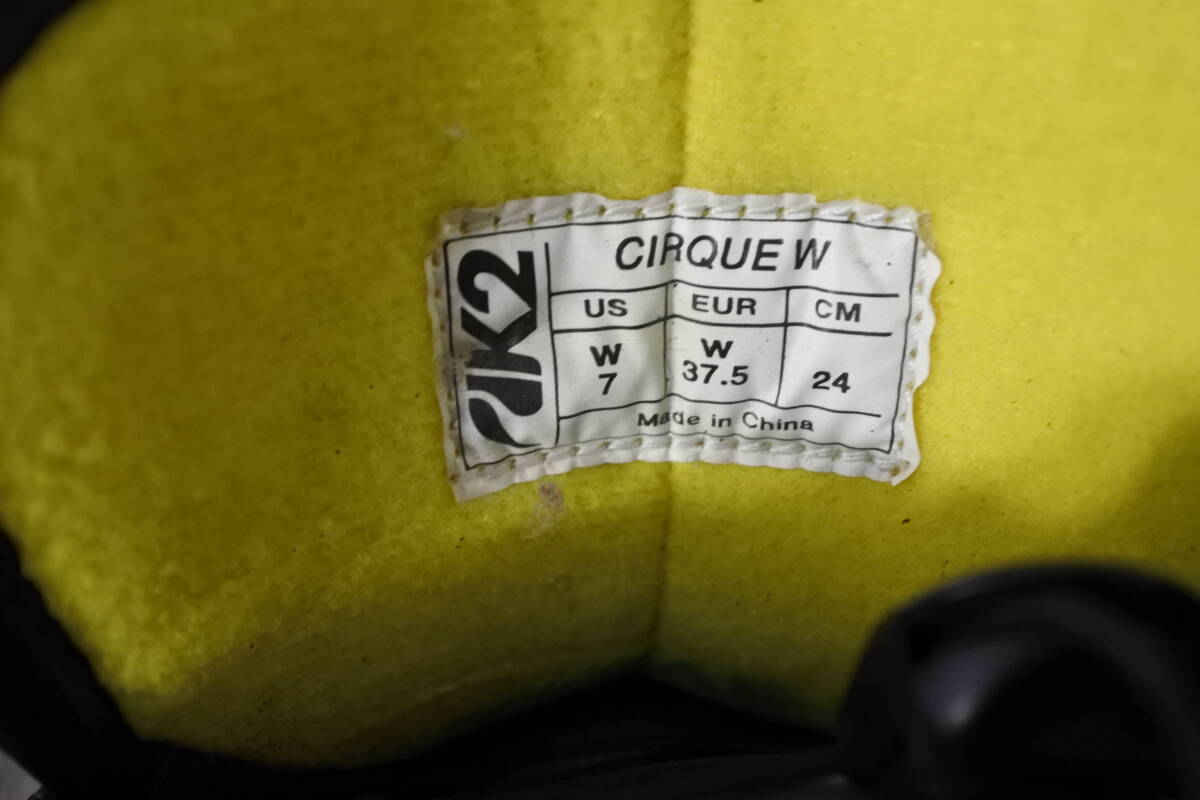 K2
CIRQUE W
US EUR CM
W W
7 37.5 24
Made in China